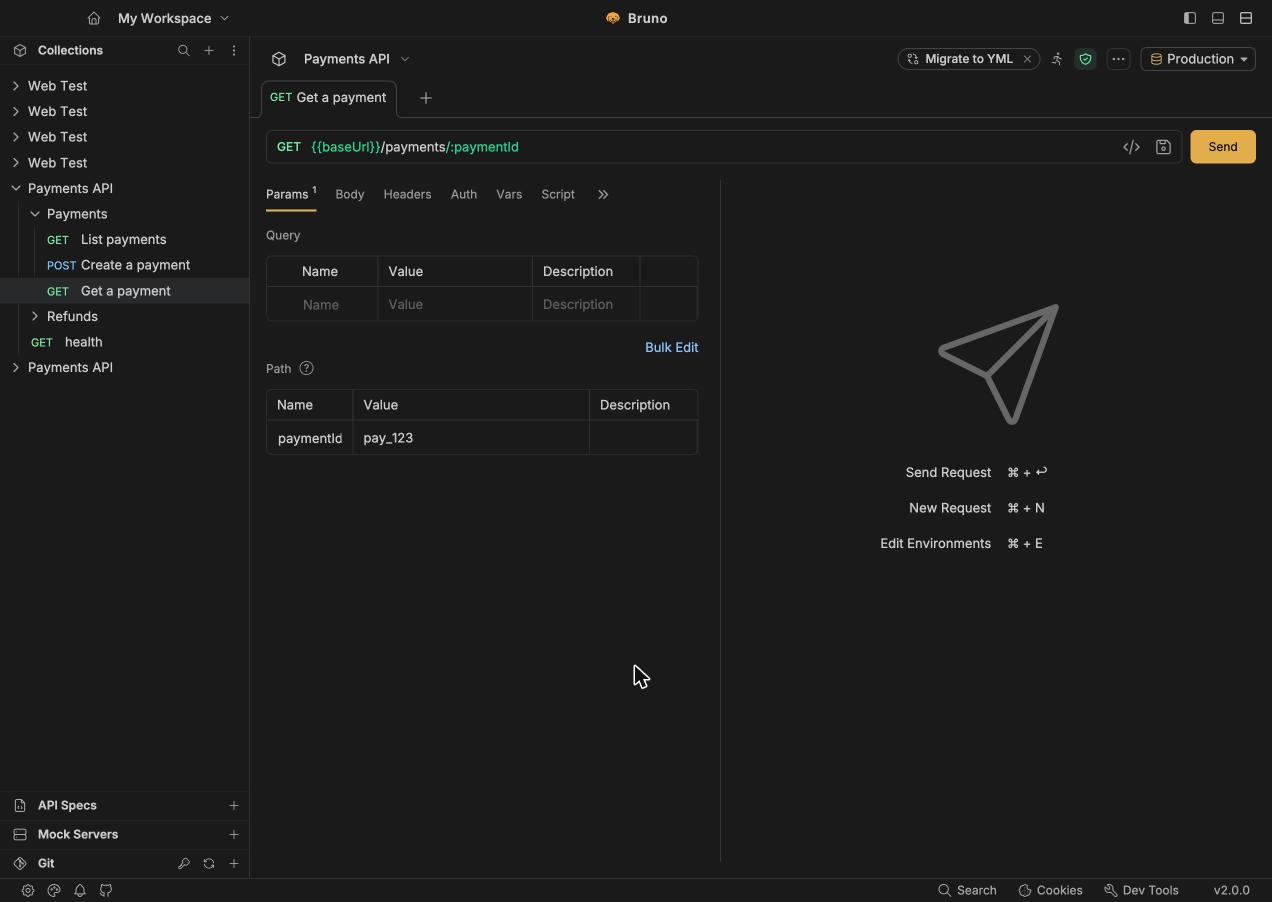 My Workspace
Bruno
Collections
Web Test
Web Test
Web Test
Web Test
Payments API
Payments
GET List payments
POST Create a payment
GET Get a payment
Refunds
GET health
Payments API
API Specs
Mock Servers
Git
Payments API
Migrate to YML
Production
GET Get a payment
GET {{baseUrl}}/payments/:paymentId
Send
Params 1 Body Headers Auth Vars Script
Query
Name Value Description
Name Value Description
Bulk Edit
Path ?
Name Value Description
paymentId pay_123
Send Request ⌘ + ↩
New Request ⌘ + N
Edit Environments ⌘ + E
Search Cookies Dev Tools v2.0.0